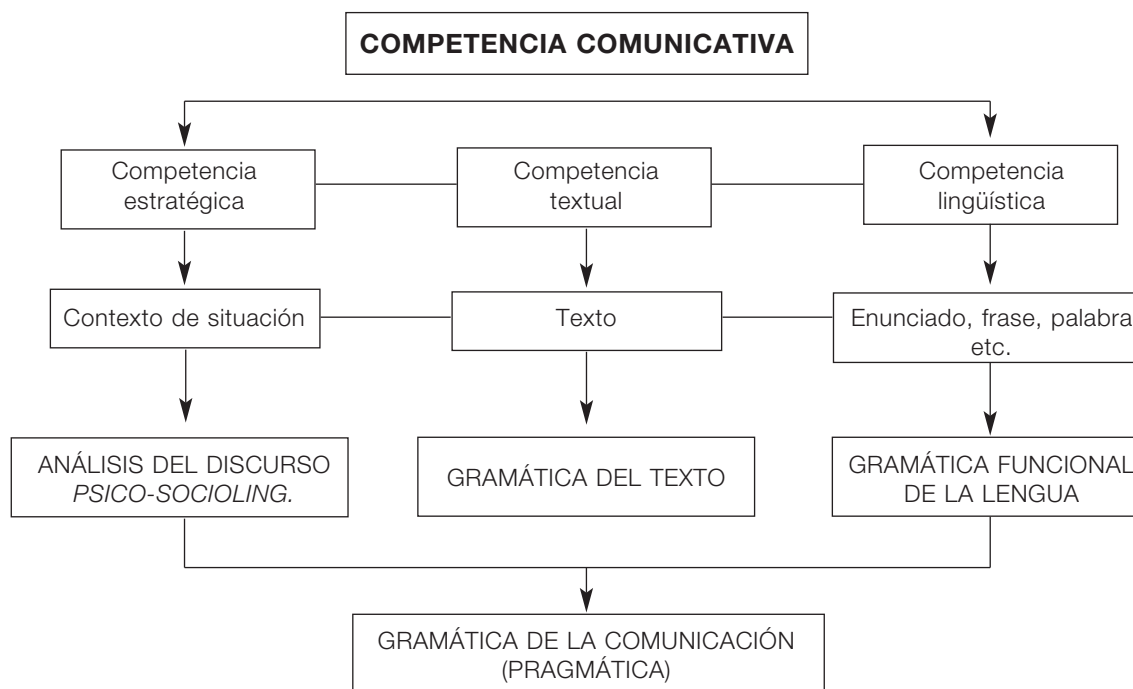 COMPETENCIA COMUNICATIVA
Competencia
estratégica
Competencia
textual
Competencia
lingüística
Contexto de situación
Texto
Enunciado, frase, palabra
etc.
ANÁLISIS DEL DISCURSO
PSICO-SOCIOLING.
GRAMÁTICA DEL TEXTO
GRAMÁTICA FUNCIONAL
DE LA LENGUA
GRAMÁTICA DE LA COMUNICACIÓN
(PRAGMÁTICA)